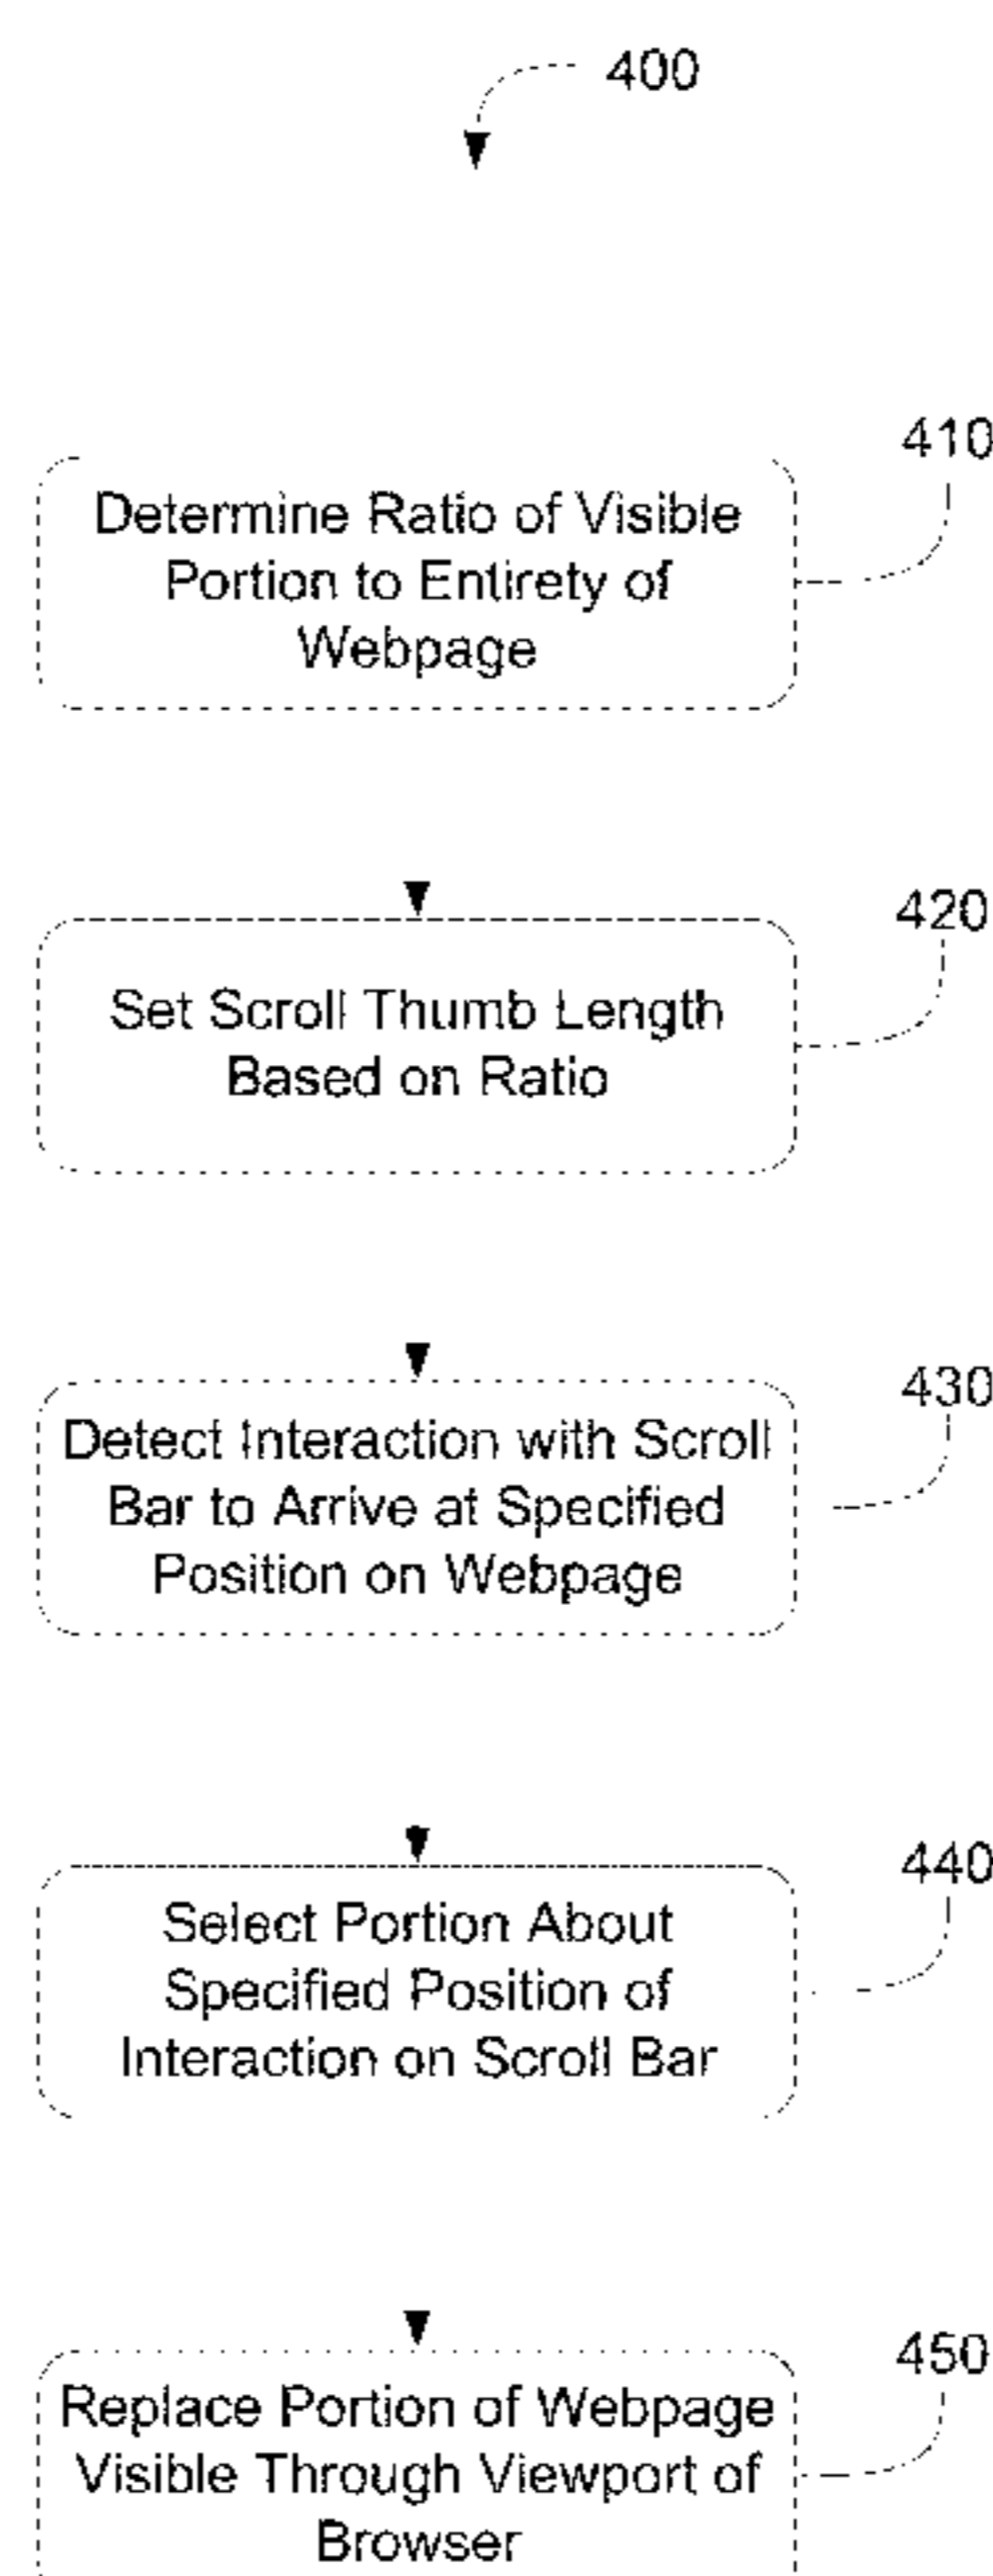 400
410
Determine Ratio of Visible
Portion to Entirety of
Webpage
420
Set Scroll Thumb Length
Based on Ratio
430
Detect Interaction with Scroll
Bar to Arrive at Specified
Position on Webpage
440
Select Portion About
Specified Position of
Interaction on Scroll Bar
450
Replace Portion of Webpage
Visible Through Viewport of
Browser